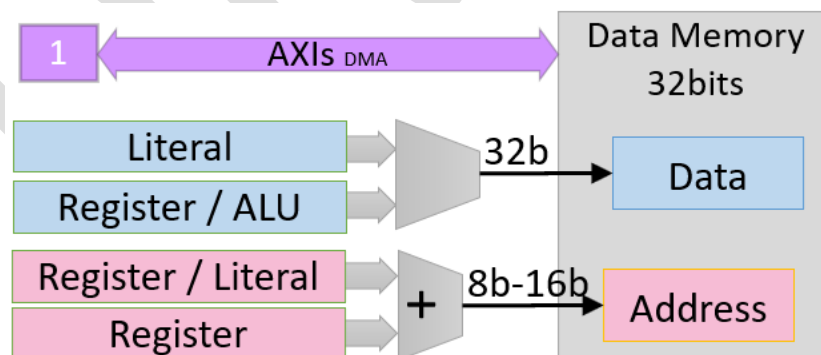 1
AXIs DMA
Data Memory
32bits
Literal
32b
Data
Register / ALU
Register / Literal
+
8b-16b
Address
Register